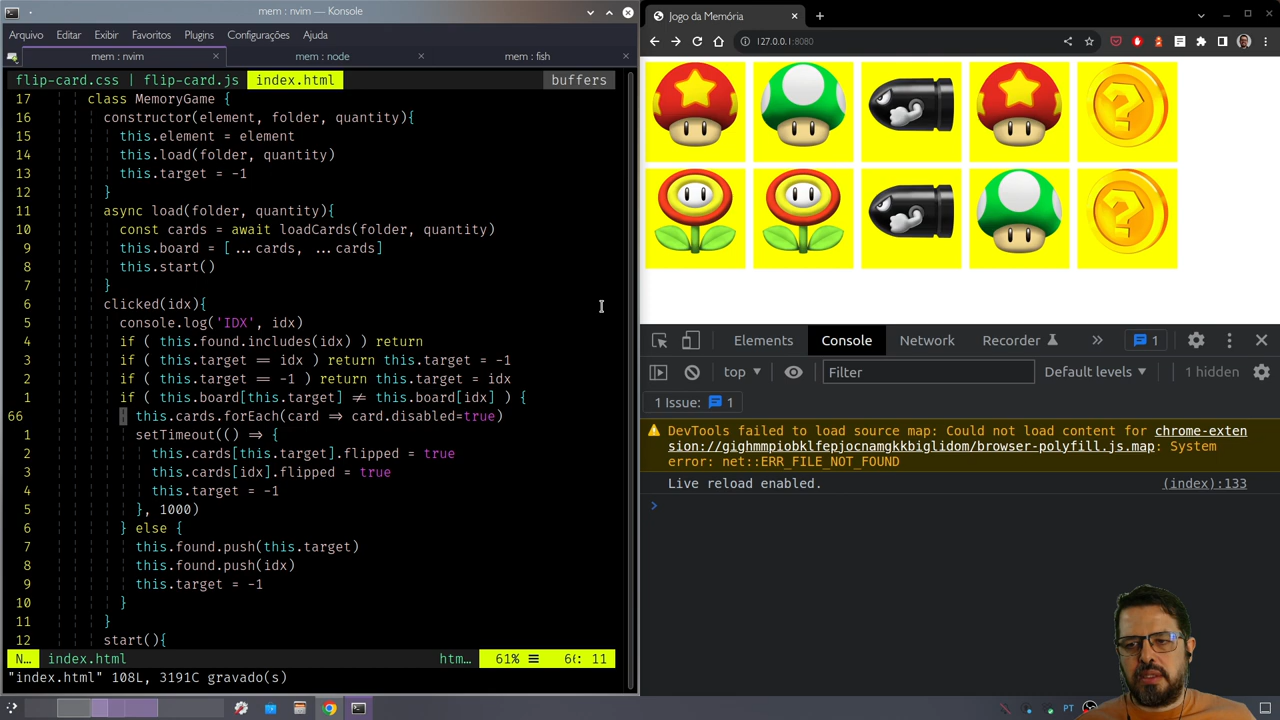 mem : nvim — Konsole
Arquivo Editar Exibir Favoritos Plugins Configurações Ajuda
mem : nvim
mem : node
mem : fish
flip-card.css | flip-card.js index.html buffers
17 class MemoryGame {
16 constructor(element, folder, quantity){
15 this.element = element
14 this.load(folder, quantity)
13 this.target = -1
12 }
11 async load(folder, quantity){
10 const cards = await loadCards(folder, quantity)
9 this.board = [ ...cards, ...cards]
8 this.start()
7 }
6 clicked(idx){
5 console.log('IDX', idx)
4 if ( this.found.includes(idx) ) return
3 if ( this.target == idx ) return this.target = -1
2 if ( this.target == -1 ) return this.target = idx
1 if ( this.board[this.target] ≠ this.board[idx] ) {
66 this.cards.forEach(card ⇒ card.disabled=true)
1 setTimeout(() ⇒ {
2 this.cards[this.target].flipped = true
3 this.cards[idx].flipped = true
4 this.target = -1
5 }, 1000)
6 } else {
7 this.found.push(this.target)
8 this.found.push(idx)
9 this.target = -1
10 }
11 }
12 start(){
N… index.html htm… 61% ☰ 66: 11
"index.html" 108L, 3191C gravado(s)
Jogo da Memória
127.0.0.1:8080
Elements Console Network Recorder 1
top Filter Default levels 1 hidden
1 Issue: 1
DevTools failed to load source map: Could not load content for chrome-exten
sion://gighmmpiobklfepjocnamgkkbiglidom/browser-polyfill.js.map: System
error: net::ERR_FILE_NOT_FOUND
Live reload enabled. (index):133
PT